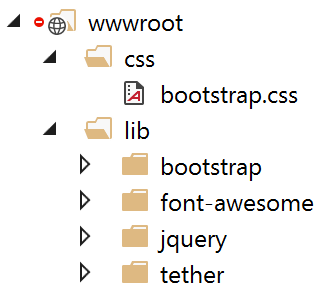 wwwroot
css
bootstrap.css
lib
bootstrap
font-awesome
jquery
tether